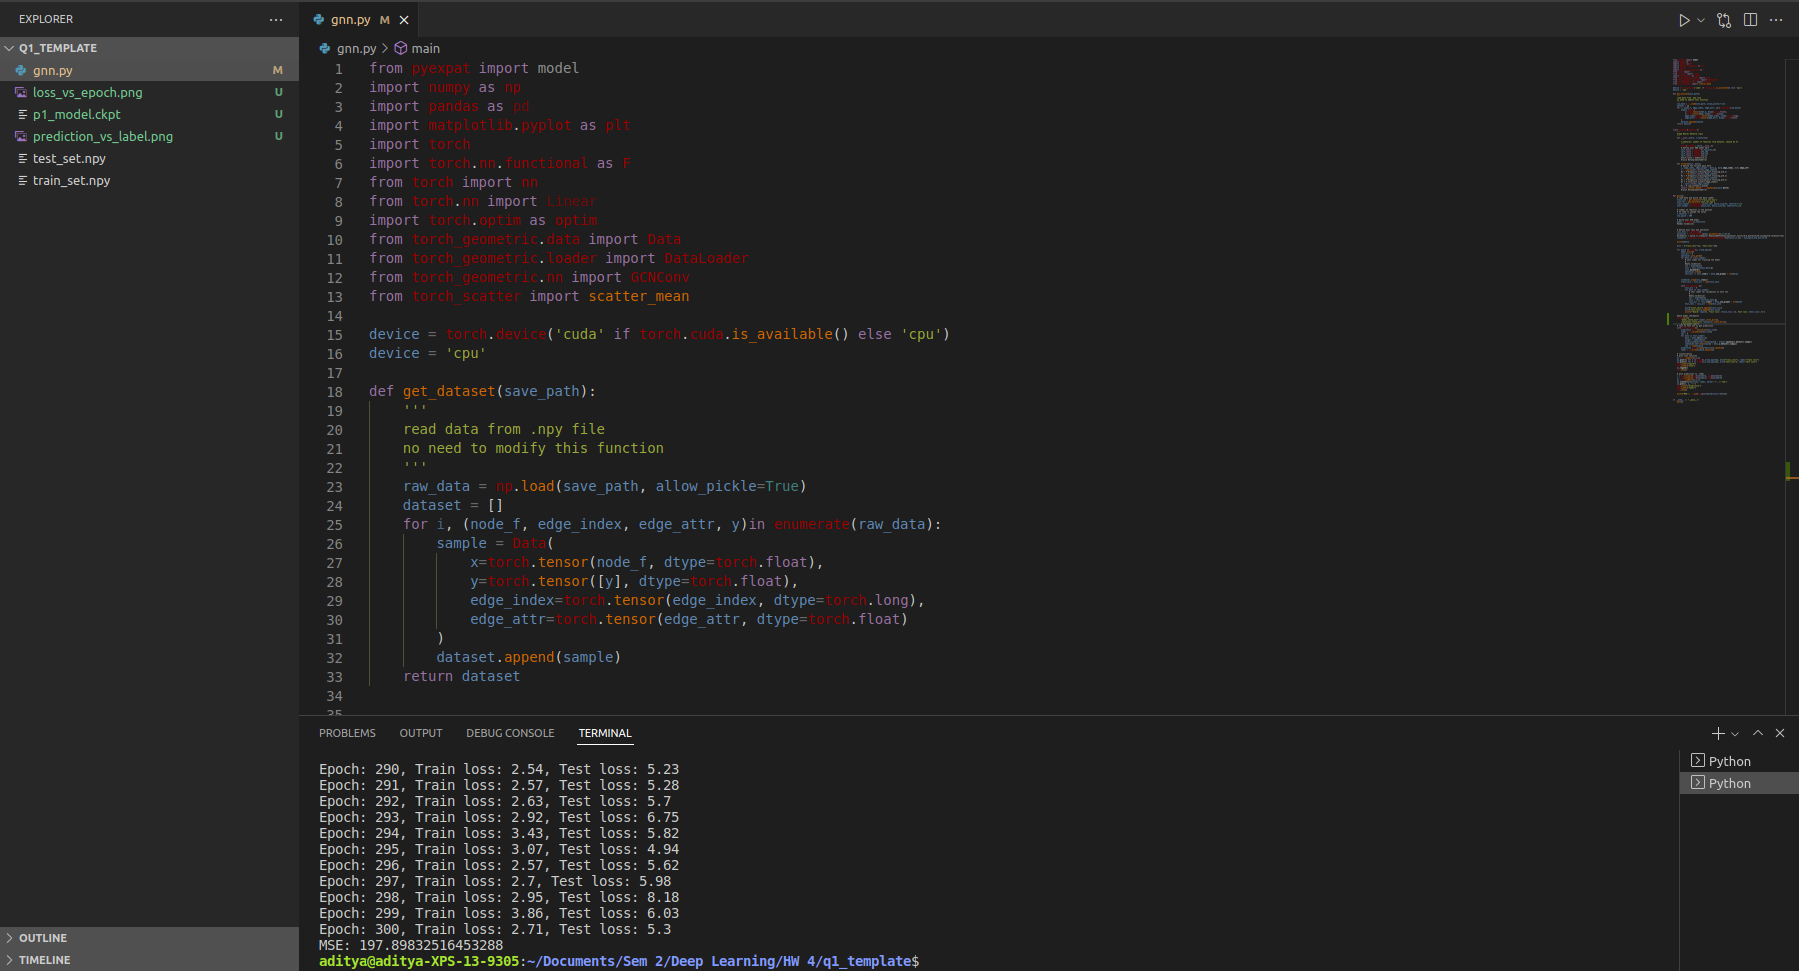 EXPLORER
Q1_TEMPLATE
gnn.py M
loss_vs_epoch.png U
p1_model.ckpt U
prediction_vs_label.png U
test_set.npy
train_set.npy
OUTLINE
TIMELINE
gnn.py M
gnn.py > main
1 from pyexpat import model
2 import numpy as np
3 import pandas as pd
4 import matplotlib.pyplot as plt
5 import torch
6 import torch.nn.functional as F
7 from torch import nn
8 from torch.nn import Linear
9 import torch.optim as optim
10 from torch_geometric.data import Data
11 from torch_geometric.loader import DataLoader
12 from torch_geometric.nn import GCNConv
13 from torch_scatter import scatter_mean
14
15 device = torch.device('cuda' if torch.cuda.is_available() else 'cpu')
16 device = 'cpu'
17
18 def get_dataset(save_path):
19 '''
20 read data from .npy file
21 no need to modify this function
22 '''
23 raw_data = np.load(save_path, allow_pickle=True)
24 dataset = []
25 for i, (node_f, edge_index, edge_attr, y)in enumerate(raw_data):
26 sample = Data(
27 x=torch.tensor(node_f, dtype=torch.float),
28 y=torch.tensor([y], dtype=torch.float),
29 edge_index=torch.tensor(edge_index, dtype=torch.long),
30 edge_attr=torch.tensor(edge_attr, dtype=torch.float)
31 )
32 dataset.append(sample)
33 return dataset
34
35
PROBLEMS OUTPUT DEBUG CONSOLE TERMINAL
Epoch: 290, Train loss: 2.54, Test loss: 5.23
Epoch: 291, Train loss: 2.57, Test loss: 5.28
Epoch: 292, Train loss: 2.63, Test loss: 5.7
Epoch: 293, Train loss: 2.92, Test loss: 6.75
Epoch: 294, Train loss: 3.43, Test loss: 5.82
Epoch: 295, Train loss: 3.07, Test loss: 4.94
Epoch: 296, Train loss: 2.57, Test loss: 5.62
Epoch: 297, Train loss: 2.7, Test loss: 5.98
Epoch: 298, Train loss: 2.95, Test loss: 8.18
Epoch: 299, Train loss: 3.86, Test loss: 6.03
Epoch: 300, Train loss: 2.71, Test loss: 5.3
MSE: 197.89832516453288
aditya@aditya-XPS-13-9305:~/Documents/Sem 2/Deep Learning/HW 4/q1_template$
Python
Python